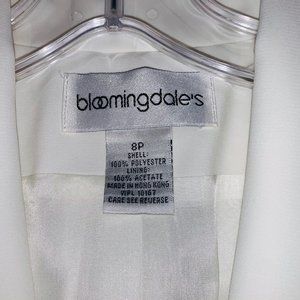 bloomingdale's
8P
SHELL:
100% POLYESTER
LINING:
100% ACETATE
MADE IN HONG KONG
WPL 10167
CARE SEE REVERSE